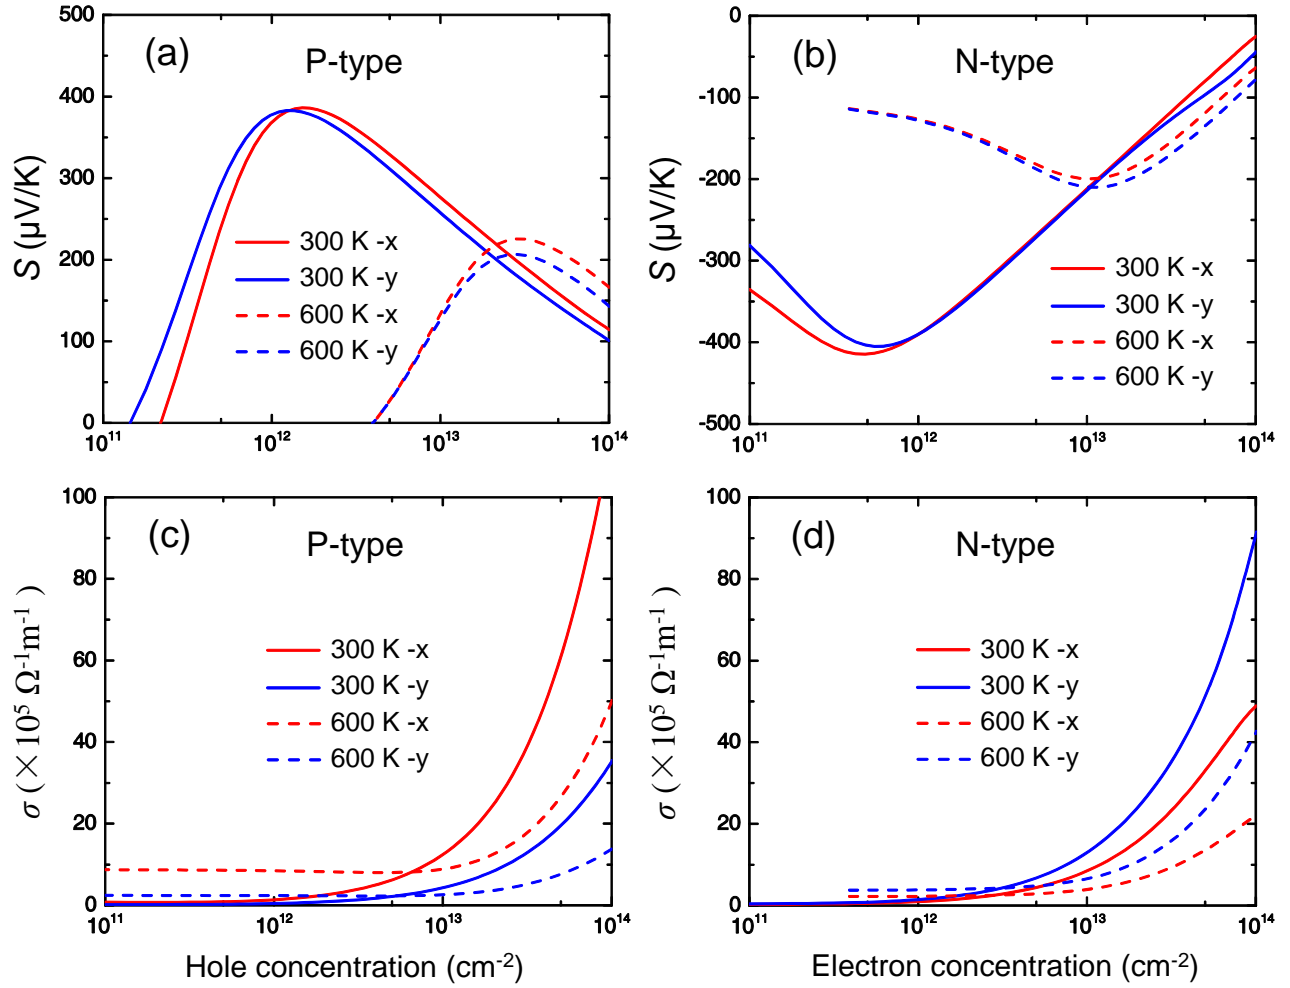 (a)
P-type
S (μV/K)
500
400
300
200
100
0
300 K -x
300 K -y
600 K -x
600 K -y
10¹¹
10¹²
10¹³
10¹⁴
(b)
N-type
S (μV/K)
0
-100
-200
-300
-400
-500
300 K -x
300 K -y
600 K -x
600 K -y
10¹¹
10¹²
10¹³
10¹⁴
(c)
P-type
σ (× 10⁵ Ω⁻¹m⁻¹)
100
80
60
40
20
0
300 K -x
300 K -y
600 K -x
600 K -y
10¹¹
10¹²
10¹³
10¹⁴
Hole concentration (cm⁻²)
(d)
N-type
σ (× 10⁵ Ω⁻¹m⁻¹)
100
80
60
40
20
0
300 K -x
300 K -y
600 K -x
600 K -y
10¹¹
10¹²
10¹³
10¹⁴
Electron concentration (cm⁻²)